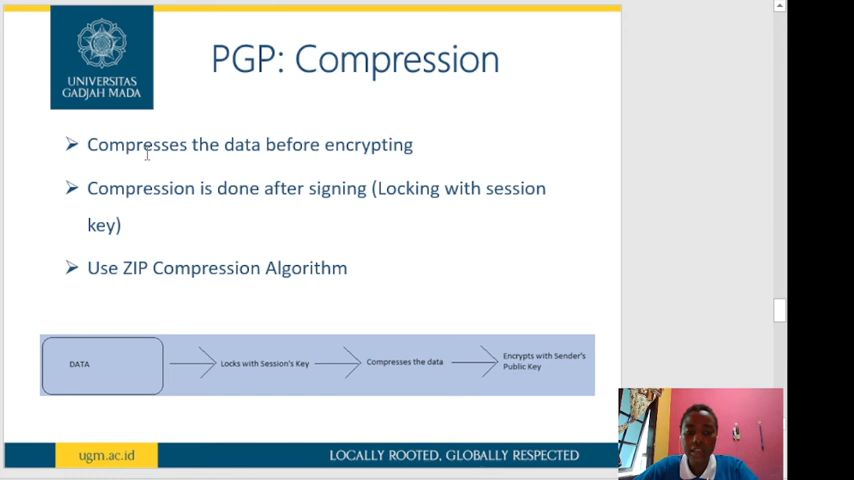 UNIVERSITAS
GADJAH MADA
PGP: Compression
Compresses the data before encrypting
Compression is done after signing (Locking with session
key)
Use ZIP Compression Algorithm
DATA
Locks with Session's Key
Compresses the data
Encrypts with Sender's
Public Key
ugm.ac.id
LOCALLY ROOTED, GLOBALLY RESPECTED